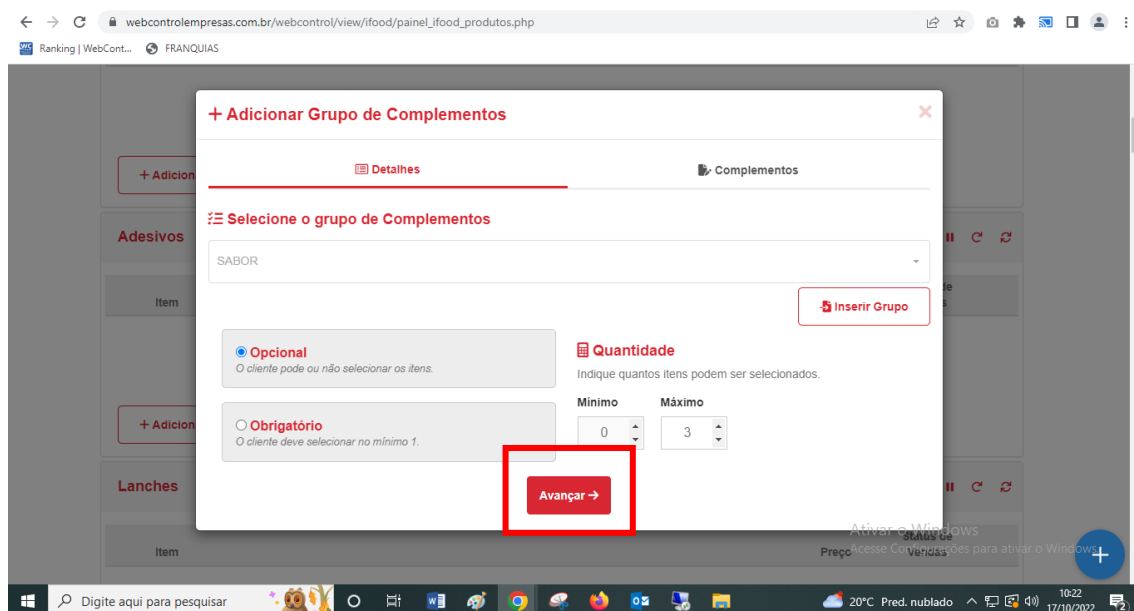 webcontrolempresas.com.br/webcontrol/view/ifood/painel_ifood_produtos.php
Ranking | WebCont... FRANQUIAS
+ Adicionar Grupo de Complementos ×
+ Adicion
Detalhes Complementos
Selecione o grupo de Complementos
Adesivos
SABOR
Item
Inserir Grupo
Opcional
O cliente pode ou não selecionar os itens.
Quantidade
Indique quantos itens podem ser selecionados.
Mínimo Máximo
0 3
+ Adicion
Obrigatório
O cliente deve selecionar no mínimo 1.
Lanches
Avançar →
Ativar o Windows
Status de
Item Preço Vendas
Acesse Configurações para ativar o Windows.
Digite aqui para pesquisar
20°C Pred. nublado
10:22
17/10/2022